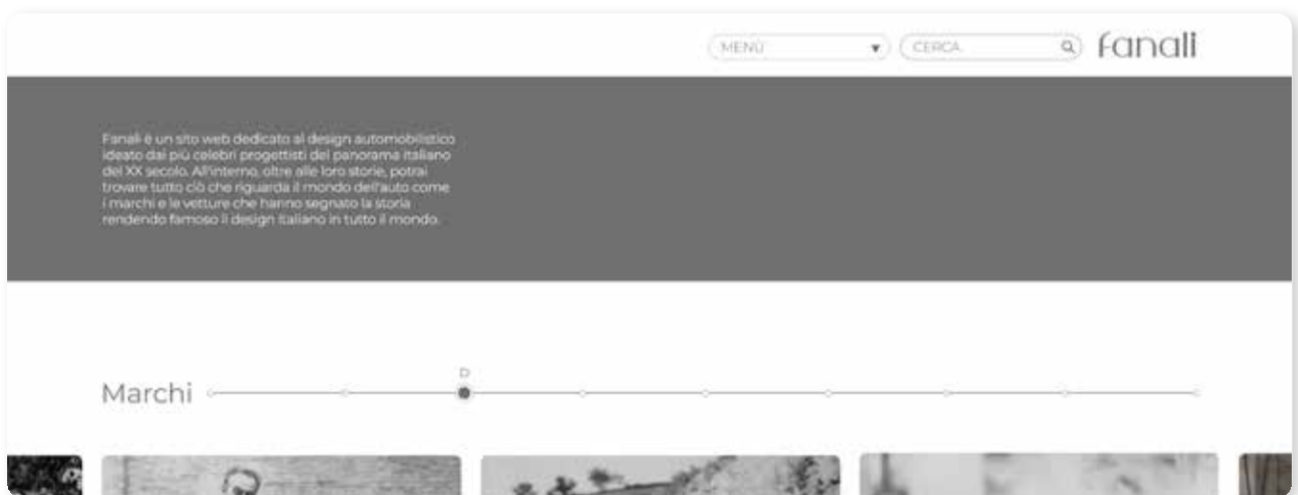 MENÙ
CERCA
fanali
Fanali è un sito web dedicato al design automobilistico
ideato dai più celebri progettisti del panorama italiano
del XX secolo. All'interno, oltre alle loro storie, potrai
trovare tutto ciò che riguarda il mondo dell'auto come
i marchi e le vetture che hanno segnato la storia
rendendo famoso il design italiano in tutto il mondo.
D
Marchi